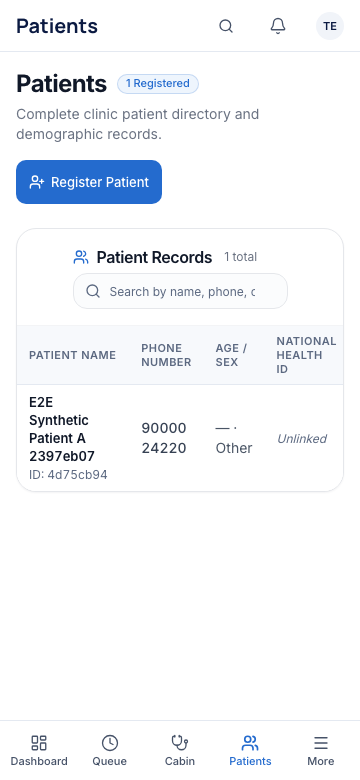 Patients
TE
Patients
1 Registered
Complete clinic patient directory and
demographic records.
Register Patient
Patient Records
1 total
Search by name, phone, c
PATIENT NAME
PHONE
NUMBER
AGE /
SEX
NATIONAL
HEALTH
ID
E2E
Synthetic
Patient A
2397eb07
ID: 4d75cb94
90000
24220
— ·
Other
Unlinked
Dashboard
Queue
Cabin
Patients
More